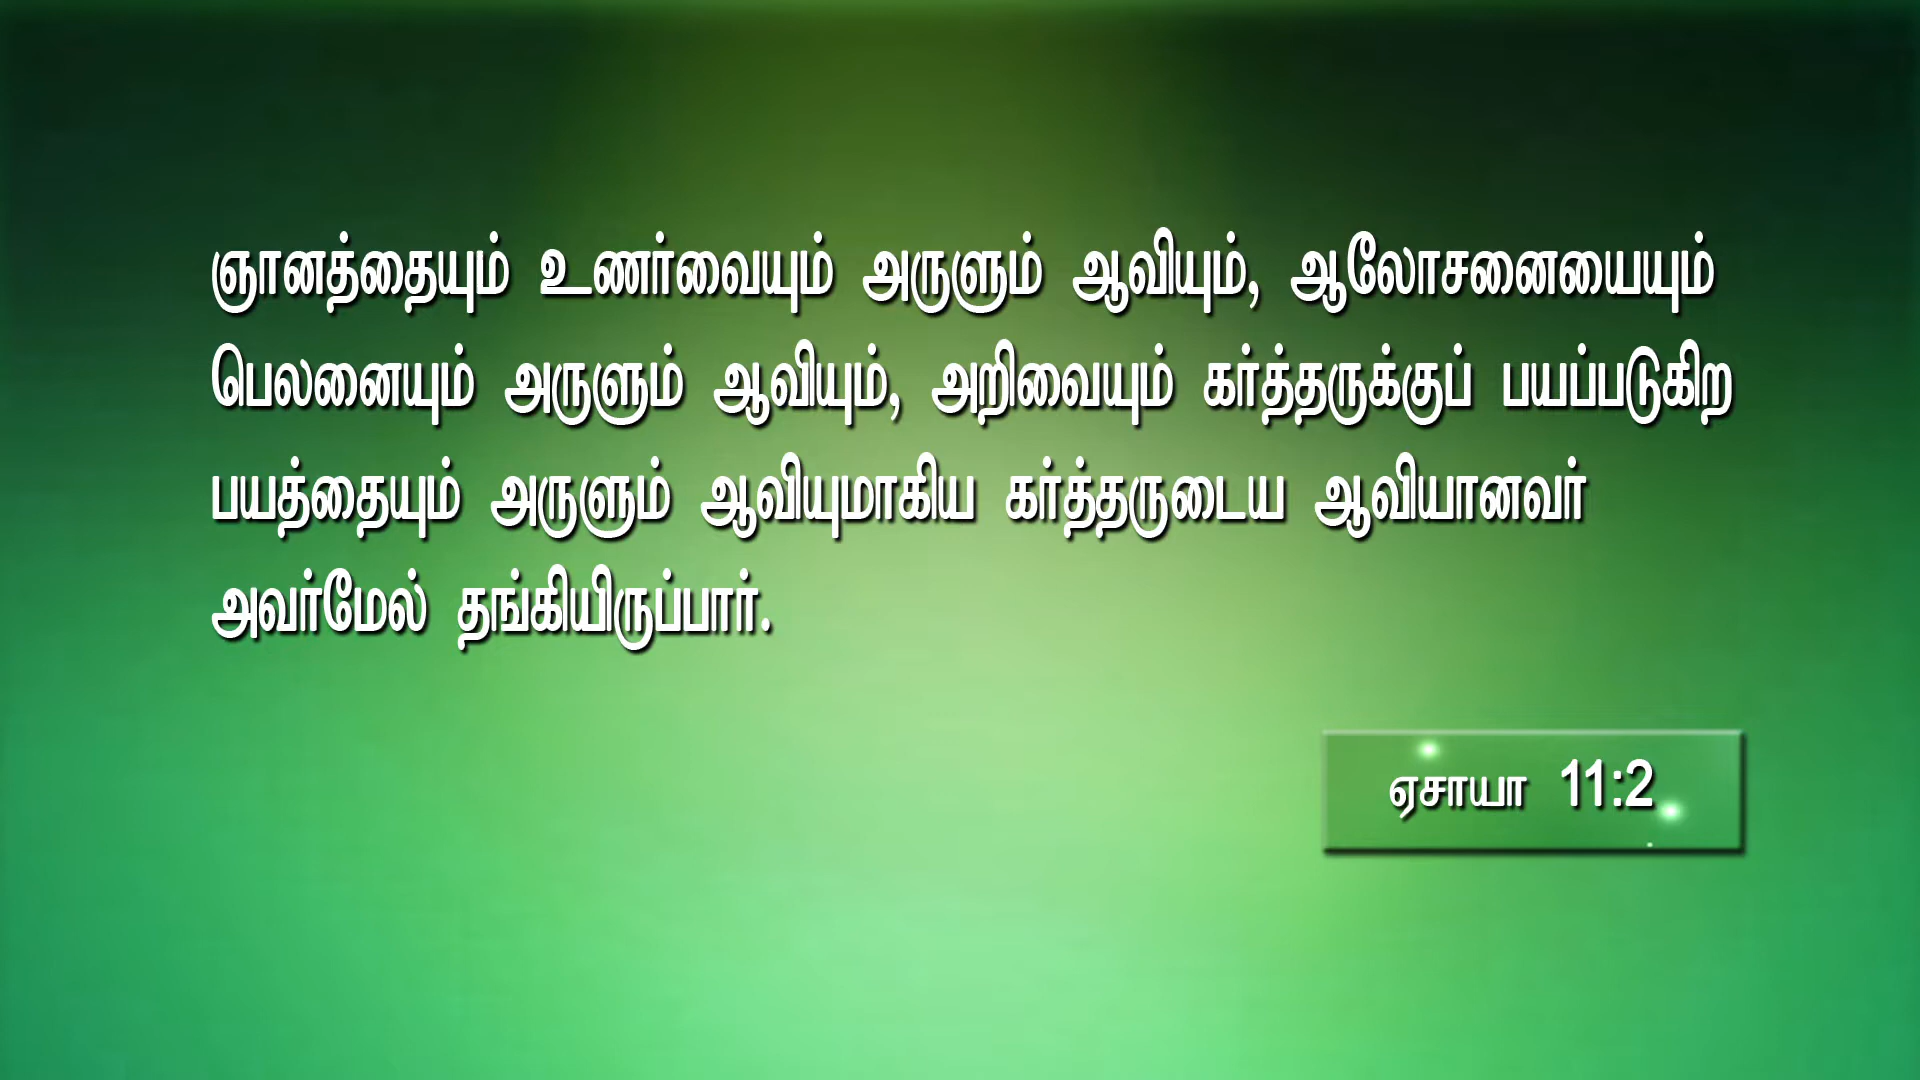 ஞானத்தையும் உணர்வையும் அருளும் ஆவியும், ஆலோசனையையும்
பெலனையும் அருளும் ஆவியும், அறிவையும் கர்த்தருக்குப் பயப்படுகிற
பயத்தையும் அருளும் ஆவியுமாகிய கர்த்தருடைய ஆவியானவர்
அவர்மேல் தங்கியிருப்பார்.
ஏசாயா 11:2